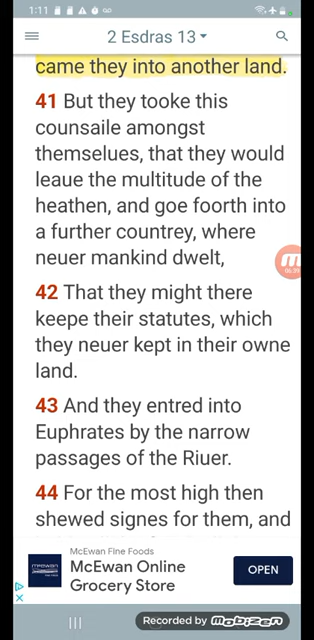 1:11
2 Esdras 13
came they into another land.
41 But they tooke this
counsaile amongst
themselues, that they would
leaue the multitude of the
heathen, and goe foorth into
a further countrey, where
neuer mankind dwelt,
42 That they might there
keepe their statutes, which
they neuer kept in their owne
land.
43 And they entred into
Euphrates by the narrow
passages of the Riuer.
44 For the most high then
shewed signes for them, and
McEwan Fine Foods
McEwan Online
Grocery Store
OPEN
Recorded by mobizen